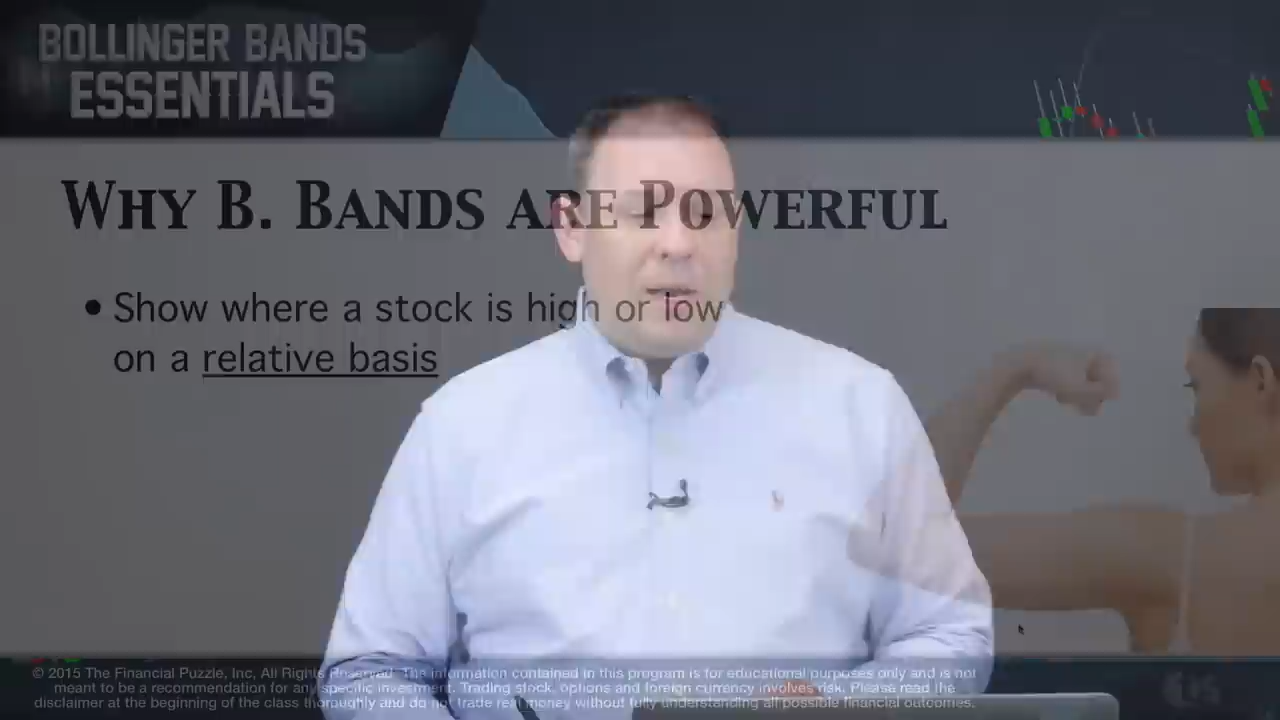 BOLLINGER BANDS
ESSENTIALS
WHY B. BANDS ARE POWERFUL
• Show where a stock is high or low
on a relative basis
© 2015 The Financial Puzzle, Inc, All Rights Reserved. The information contained in this program is for educational purposes only and is not
meant to be a recommendation for any specific investment. Trading stock, options and foreign currency involves risk. Please read the
disclaimer at the beginning of the class thoroughly and do not trade real money without fully understanding all possible financial outcomes.